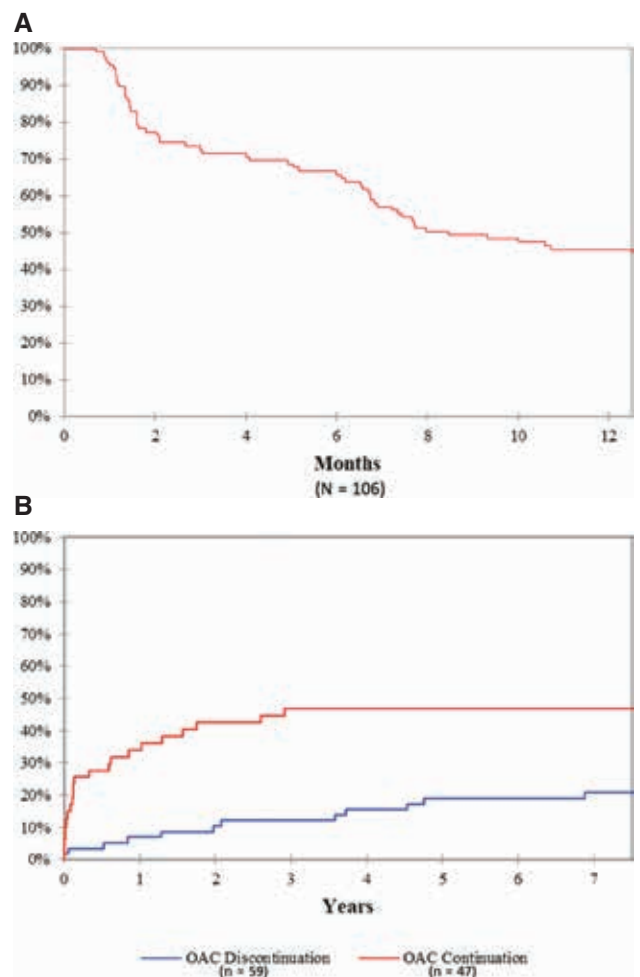 A
100%
90%
80%
70%
60%
50%
40%
30%
20%
10%
0%
0 2 4 6 8 10 12
Months
(N = 106)
B
100%
90%
80%
70%
60%
50%
40%
30%
20%
10%
0%
0 1 2 3 4 5 6 7
Years
OAC Discontinuation OAC Continuation
(n = 59) (n = 47)